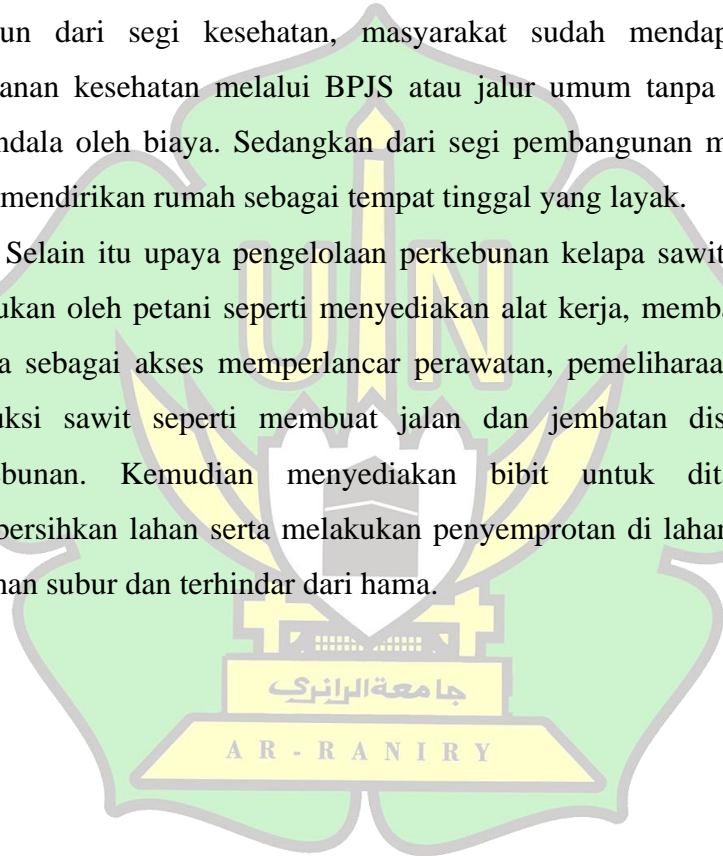 un dari segi kesehatan, masyarakat sudah mendap
anan kesehatan melalui BPJS atau jalur umum tanpa
ndala oleh biaya. Sedangkan dari segi pembangunan m
mendirikan rumah sebagai tempat tinggal yang layak.
Selain itu upaya pengelolaan perkebunan kelapa sawit
ukan oleh petani seperti menyediakan alat kerja, memba
a sebagai akses memperlancar perawatan, pemeliharaa
uksi sawit seperti membuat jalan dan jembatan dis
ebunan. Kemudian menyediakan bibit untuk dit
bersihkan lahan serta melakukan penyemprotan di lahan
nan subur dan terhindar dari hama.
UIN
جامعة الرانري
AR-RANIRY